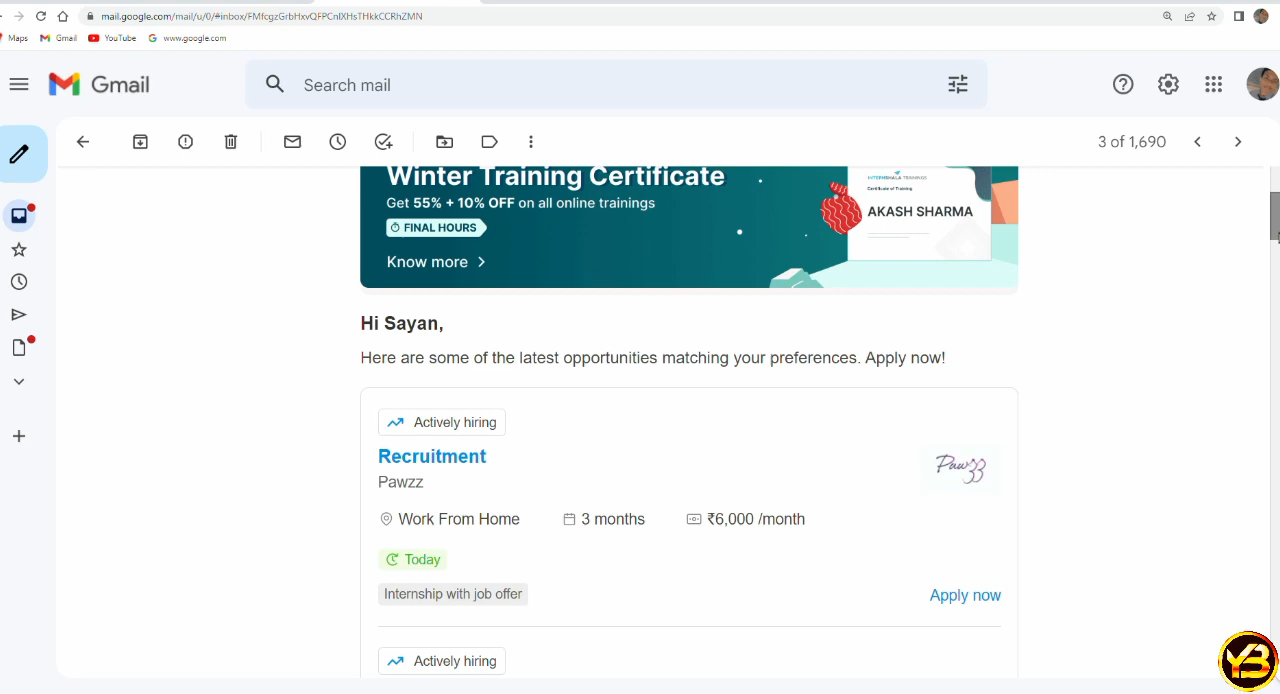 mail.google.com/mail/u/0/#inbox/FMfcgzGrbHxvQFPCnlXHsTHkkCCRhZMN
Maps Gmail YouTube G www.google.com
Gmail Search mail
3 of 1,690
Winter Training Certificate
Get 55% + 10% OFF on all online trainings
FINAL HOURS
Know more >
INTERNSHALA TRAININGS
Certificate of Training
AKASH SHARMA
Hi Sayan,
Here are some of the latest opportunities matching your preferences. Apply now!
Actively hiring
Recruitment
Pawzz
Pawzz
Work From Home 3 months ₹6,000 /month
Today
Internship with job offer
Apply now
Actively hiring
YB